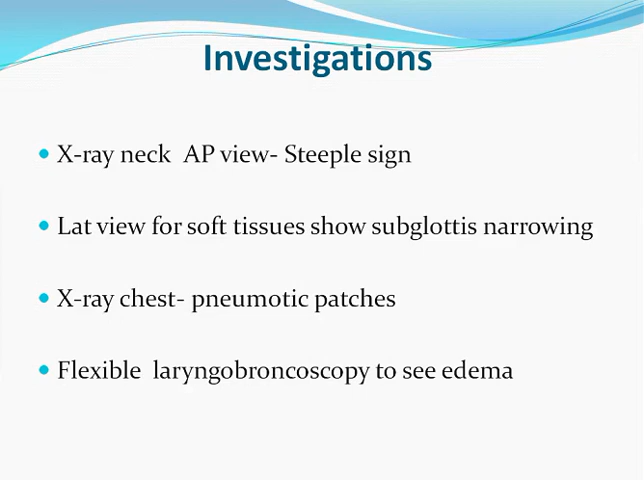 Investigations
X-ray neck  AP view- Steeple sign
Lat view for soft tissues show subglottis narrowing
X-ray chest- pneumotic patches
Flexible  laryngobroncoscopy to see edema